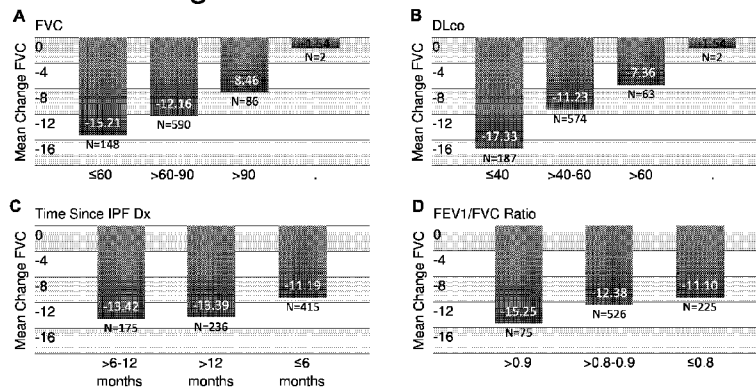 A
FVC
Mean Change FVC
0
-4
-8
-12
-16
-15.21
-12.16
-8.46
-1.54
N=148
N=590
N=86
N=2
≤60
>60-90
>90
.
B
DLco
Mean Change FVC
0
-4
-8
-12
-16
-17.33
-11.23
-7.36
-1.54
N=187
N=574
N=63
N=2
≤40
>40-60
>60
.
C
Time Since IPF Dx
Mean Change FVC
0
-4
-8
-12
-16
-13.42
-13.39
-11.19
N=175
N=236
N=415
>6-12 months
>12 months
≤6 months
D
FEV1/FVC Ratio
Mean Change FVC
0
-4
-8
-12
-16
-15.25
-12.38
-11.10
N=75
N=526
N=225
>0.9
>0.8-0.9
≤0.8